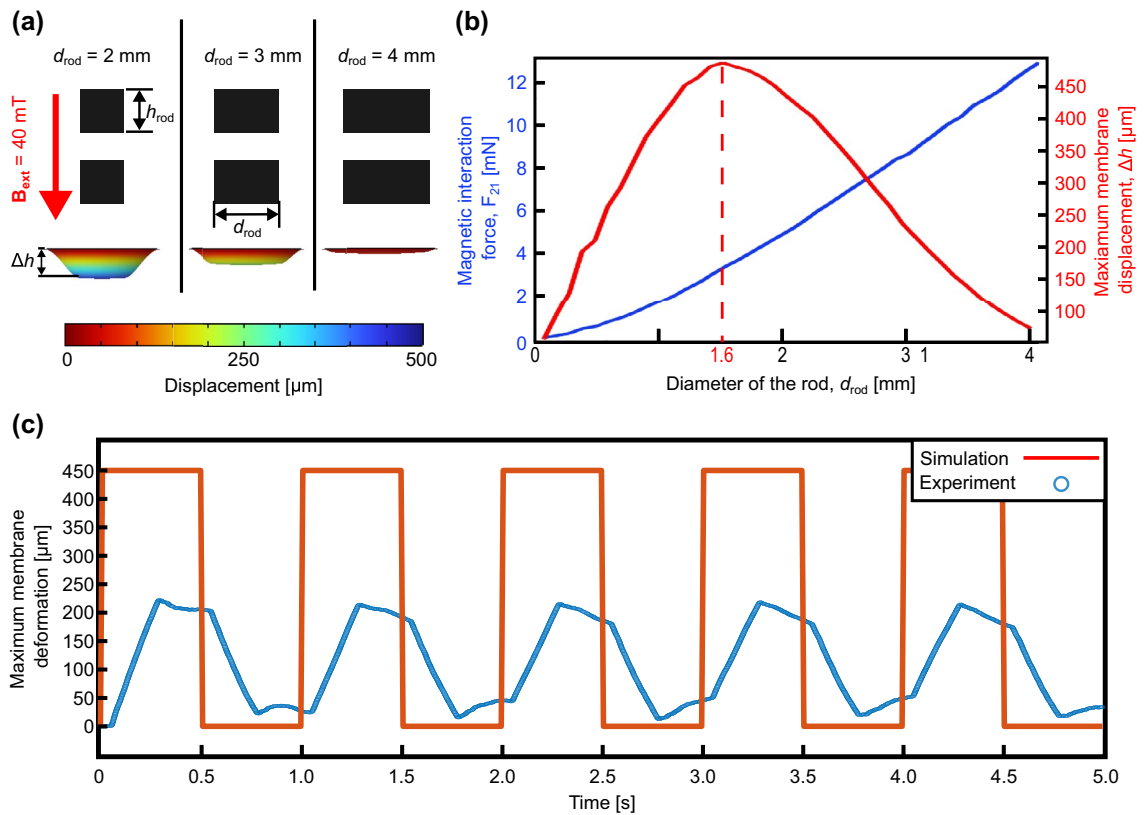 (a)
d_rod = 2 mm
d_rod = 3 mm
d_rod = 4 mm
B_ext = 40 mT
h_rod
d_rod
Δh
0
250
500
Displacement [µm]
(b)
Magnetic interaction
force, F_21 [mN]
12
10
8
6
4
2
0
450
400
350
300
250
200
150
100
Maxiamum membrane
displacement, Δh [µm]
0
1.6
2
3
1
4
Diameter of the rod, d_rod [mm]
(c)
Maximum membrane
deformation [µm]
450
450
400
350
300
250
200
150
100
50
0
Simulation
Experiment
0
0.5
1.0
1.5
2.0
2.5
3.0
3.5
4.0
4.5
5.0
Time [s]